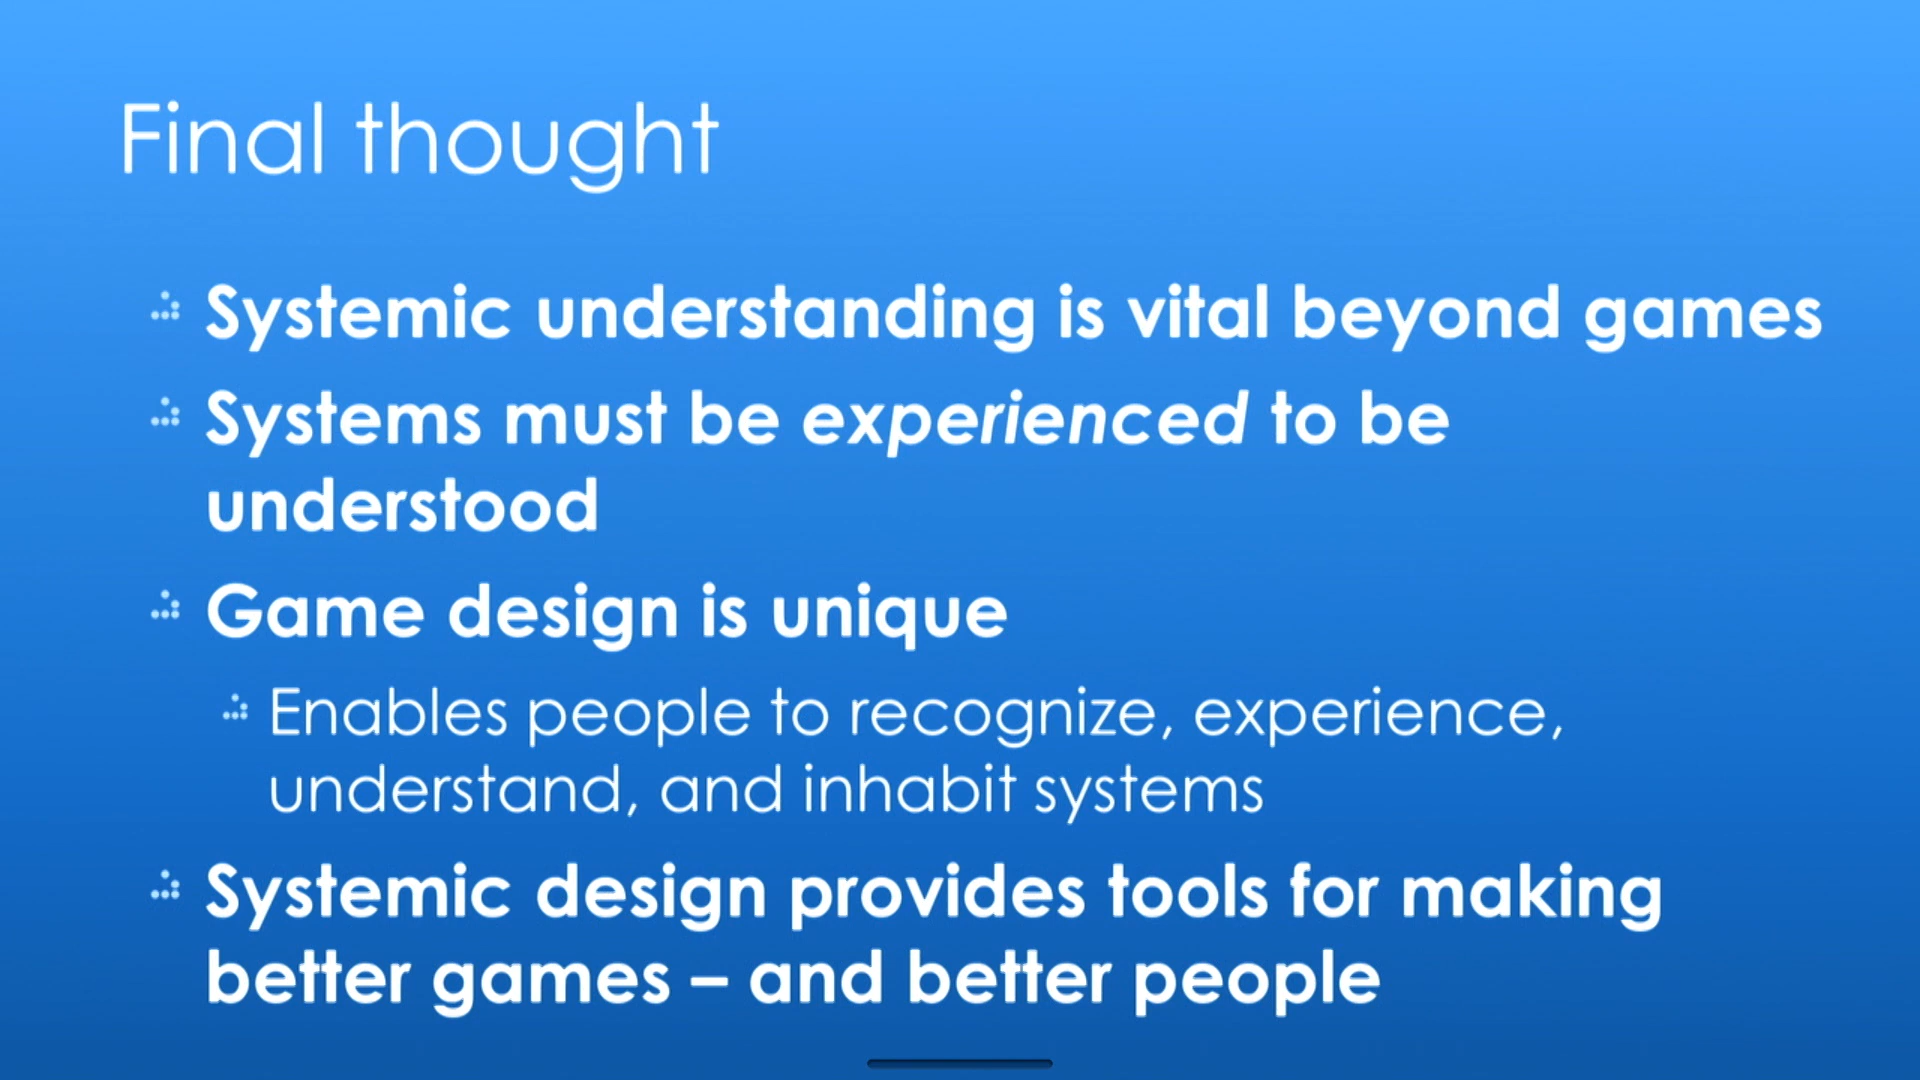 Final thought
Systemic understanding is vital beyond games
Systems must be experienced to be
understood
Game design is unique
Enables people to recognize, experience,
understand, and inhabit systems
Systemic design provides tools for making
better games – and better people